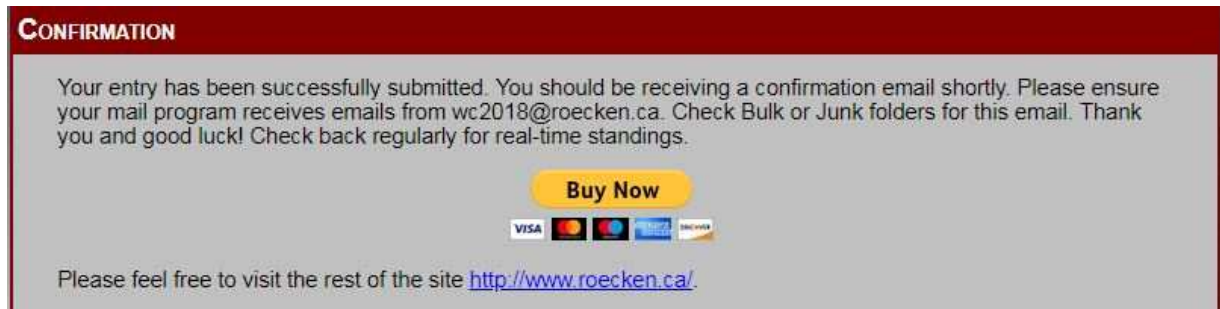 CONFIRMATION
Your entry has been successfully submitted. You should be receiving a confirmation email shortly. Please ensure
your mail program receives emails from wc2018@roecken.ca. Check Bulk or Junk folders for this email. Thank
you and good luck! Check back regularly for real-time standings.
Buy Now
VISA DISCOVER
Please feel free to visit the rest of the site http://www.roecken.ca/.